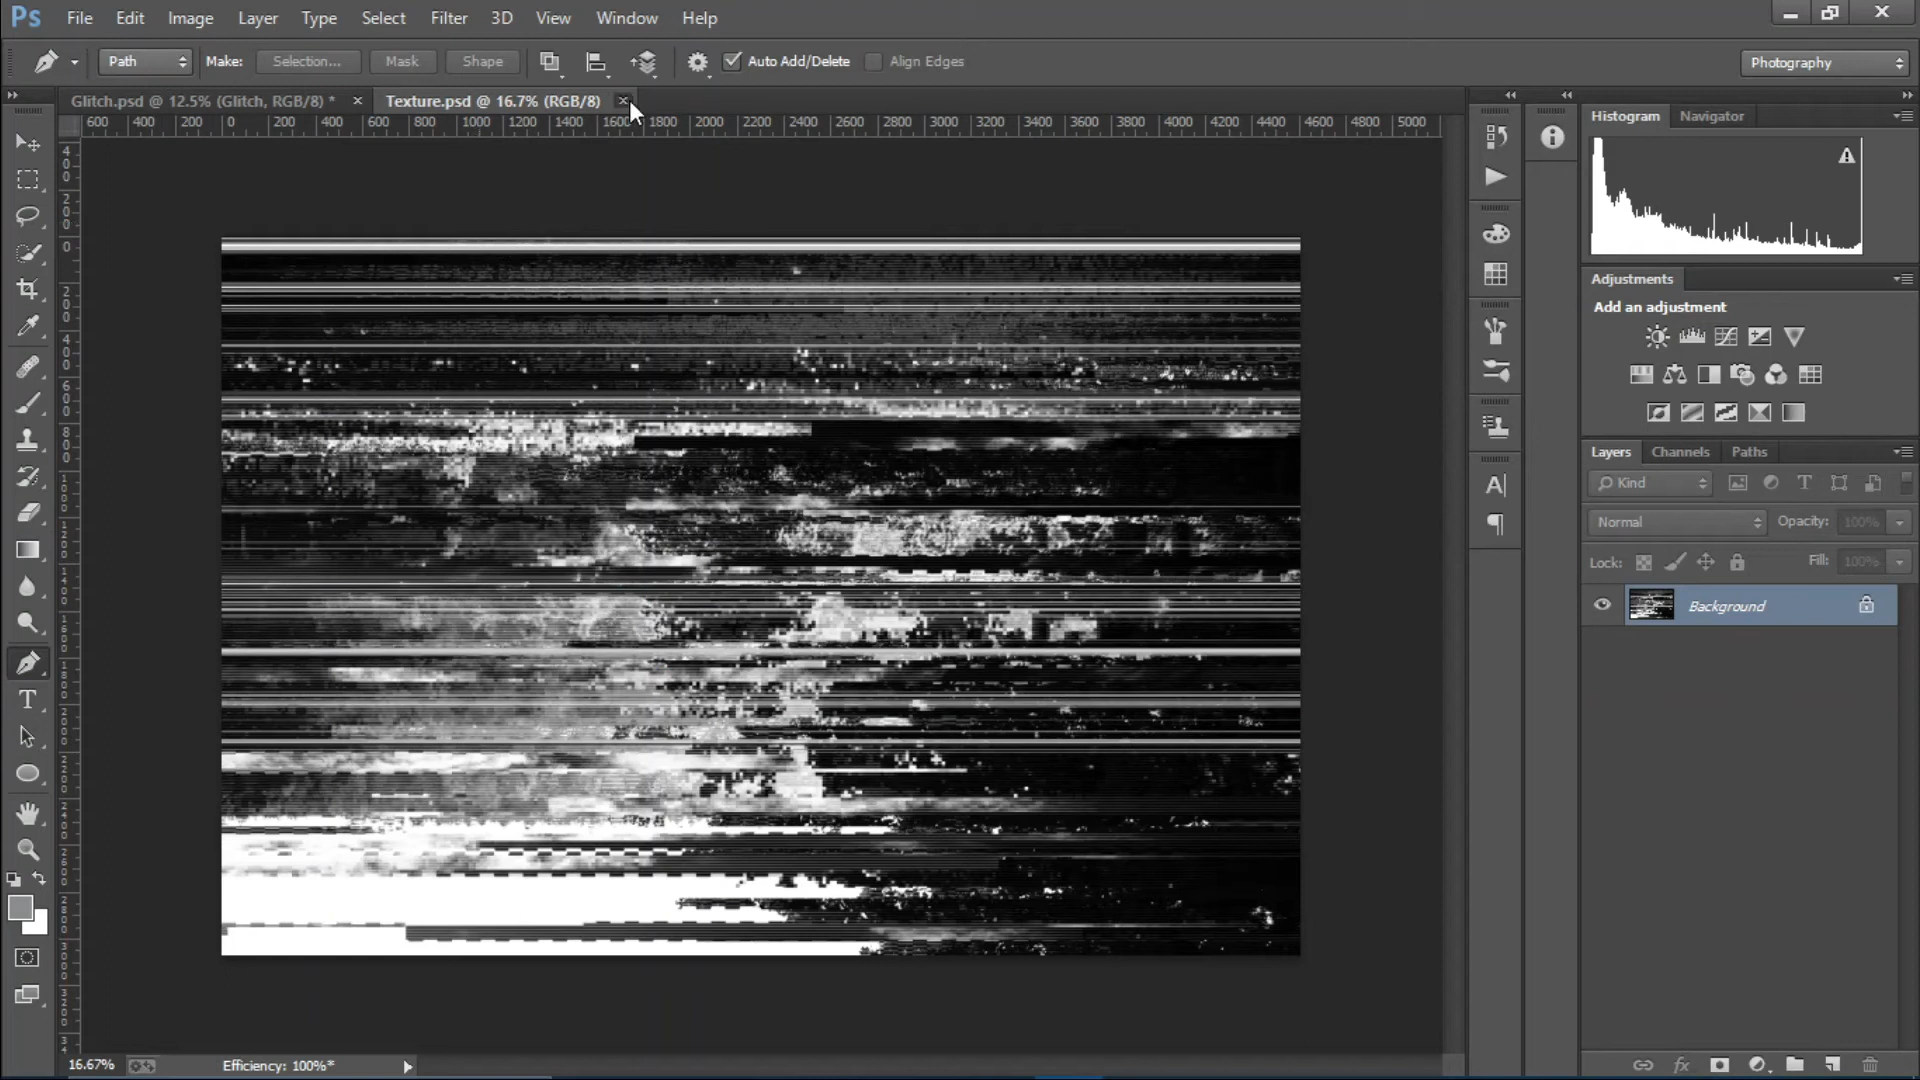 Ps File Edit Image Layer Type Select Filter 3D View Window Help
Path Make: Selection... Mask Shape Auto Add/Delete Align Edges Photography
Glitch.psd @ 12.5% (Glitch, RGB/8) * × Texture.psd @ 16.7% (RGB/8) ×
600 400 200 0 200 400 600 800 1000 1200 1400 1600 1800 2000 2200 2400 2600 2800 3000 3200 3400 3600 3800 4000 4200 4400 4600 4800 5000
Histogram Navigator
Adjustments
Add an adjustment
Layers Channels Paths
Kind
Normal Opacity: 100%
Lock: Fill: 100%
Background
16.67% Efficiency: 100%*